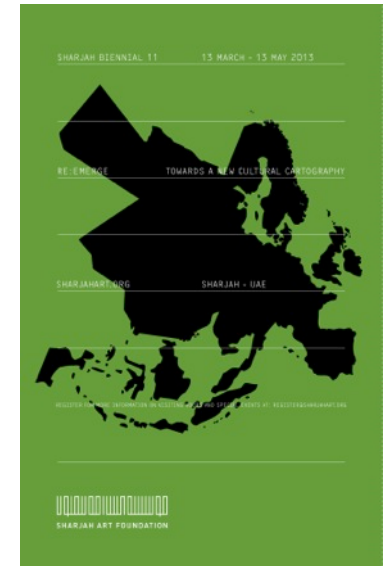 SHARJAH BIENNIAL 11 13 MARCH - 13 MAY 2013
RE:EMERGE TOWARDS A NEW CULTURAL CARTOGRAPHY
SHARJAHART.ORG SHARJAH - UAE
REGISTER FOR MORE INFORMATION ON VISITING AND SPECIAL EVENTS AT: REGISTER@SHARJAHART.ORG
SHARJAH ART FOUNDATION